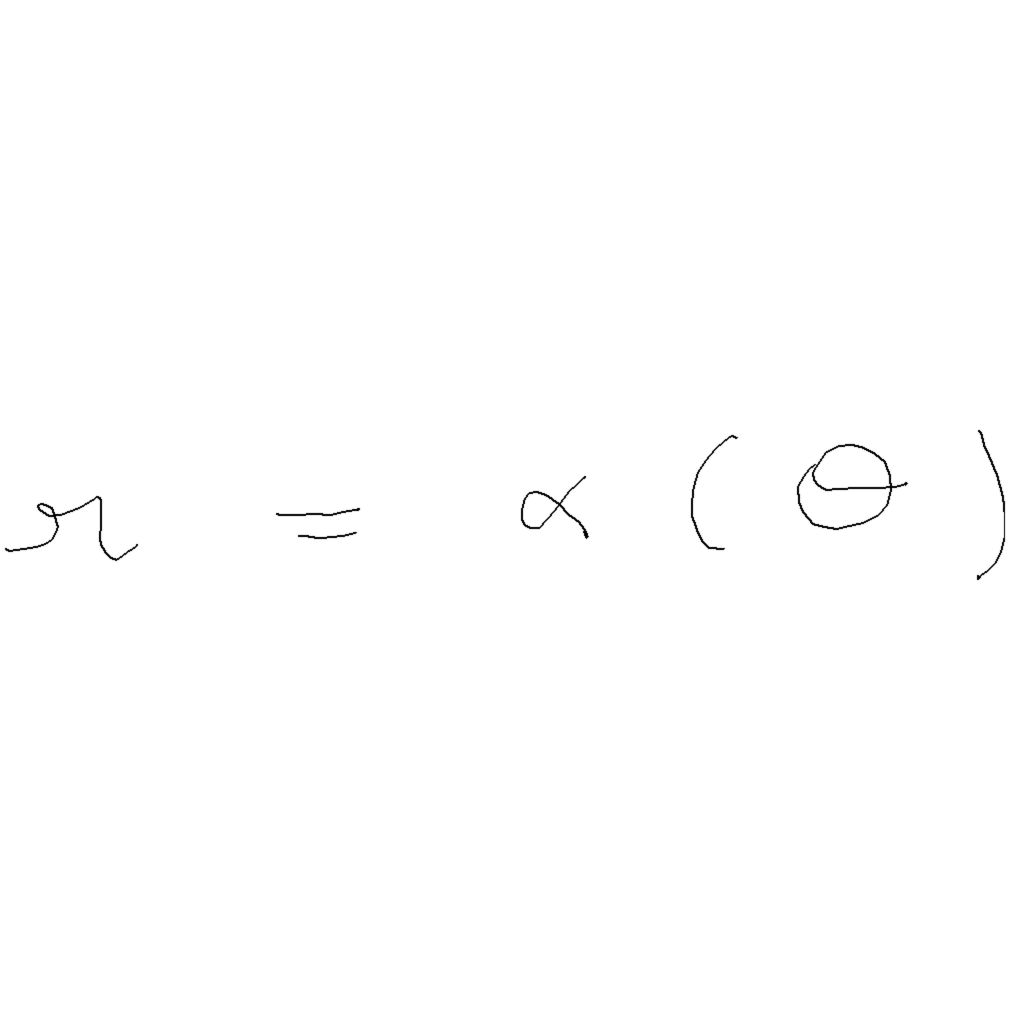 r = α(θ)